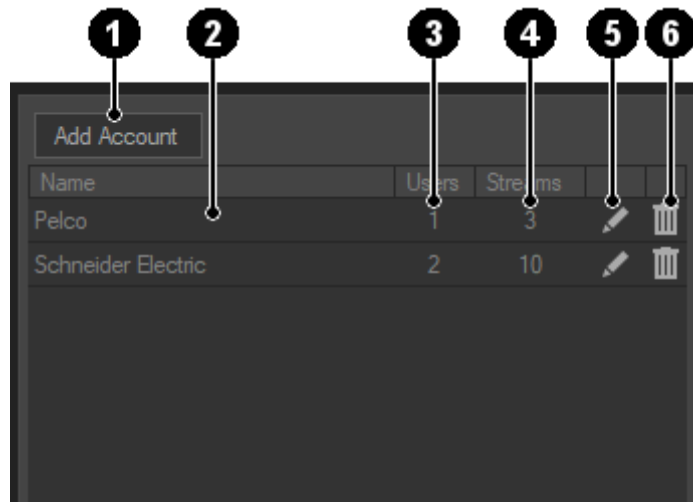 1 2 3 4 5 6
Add Account
Name Users Streams
Pelco 1 3
Schneider Electric 2 10